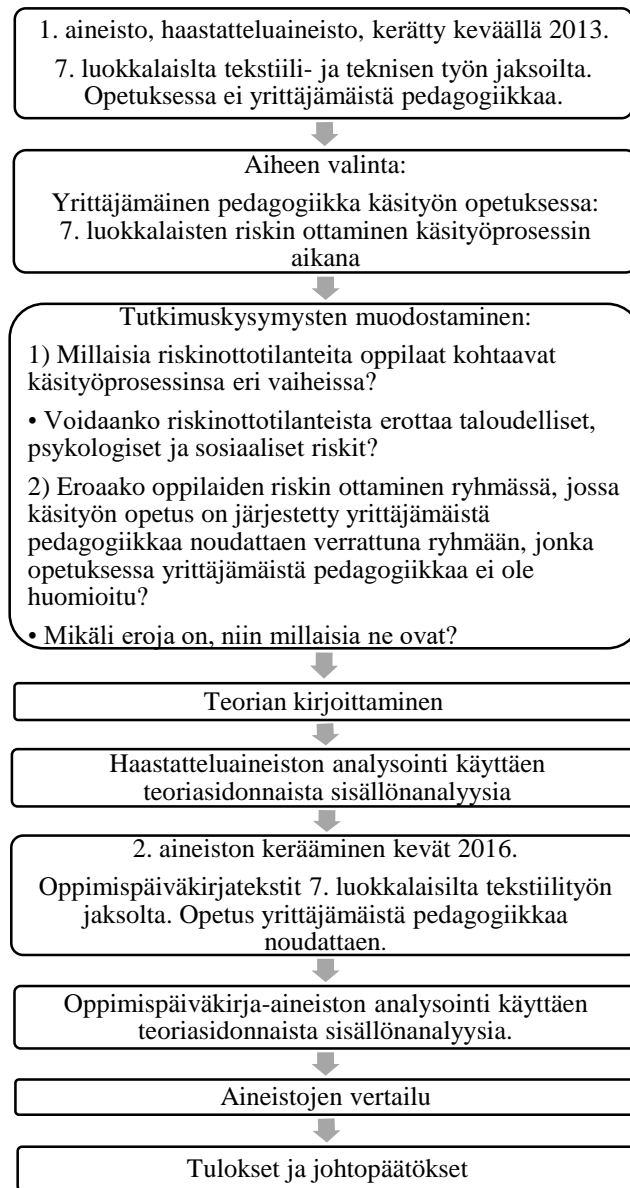 1. aineisto, haastatteluaineisto, kerätty keväällä 2013.
7. luokkalaislta tekstiili- ja teknisen työn jaksoilta.
Opetuksessa ei yrittäjämäistä pedagogiikkaa.
Aiheen valinta:
Yrittäjämäinen pedagogiikka käsityön opetuksessa:
7. luokkalaisten riskin ottaminen käsityöprosessin
aikana
Tutkimuskysymysten muodostaminen:
1) Millaisia riskinottotilanteita oppilaat kohtaavat
käsityöprosessinsa eri vaiheissa?
• Voidaanko riskinottotilanteista erottaa taloudelliset,
psykologiset ja sosiaaliset riskit?
2) Eroaako oppilaiden riskin ottaminen ryhmässä, jossa
käsityön opetus on järjestetty yrittäjämäistä
pedagogiikkaa noudattaen verrattuna ryhmään, jonka
opetuksessa yrittäjämäistä pedagogiikkaa ei ole
huomioitu?
• Mikäli eroja on, niin millaisia ne ovat?
Teorian kirjoittaminen
Haastatteluaineiston analysointi käyttäen
teoriasidonnaista sisällönanalyysia
2. aineiston kerääminen kevät 2016.
Oppimispäiväkirjatekstit 7. luokkalaisilta tekstiilityön
jaksolta. Opetus yrittäjämäistä pedagogiikkaa
noudattaen.
Oppimispäiväkirja-aineiston analysointi käyttäen
teoriasidonnaista sisällönanalyysia.
Aineistojen vertailu
Tulokset ja johtopäätökset